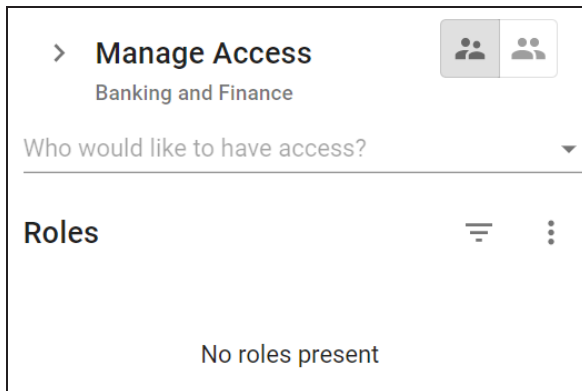 Manage Access
Banking and Finance
Who would like to have access?
Roles
No roles present